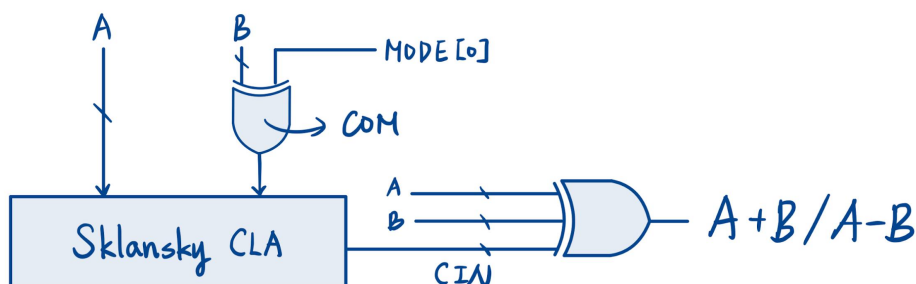 A
B
MODE[0]
COM
A
B
Sklansky CLA
CIN
A+B/A-B